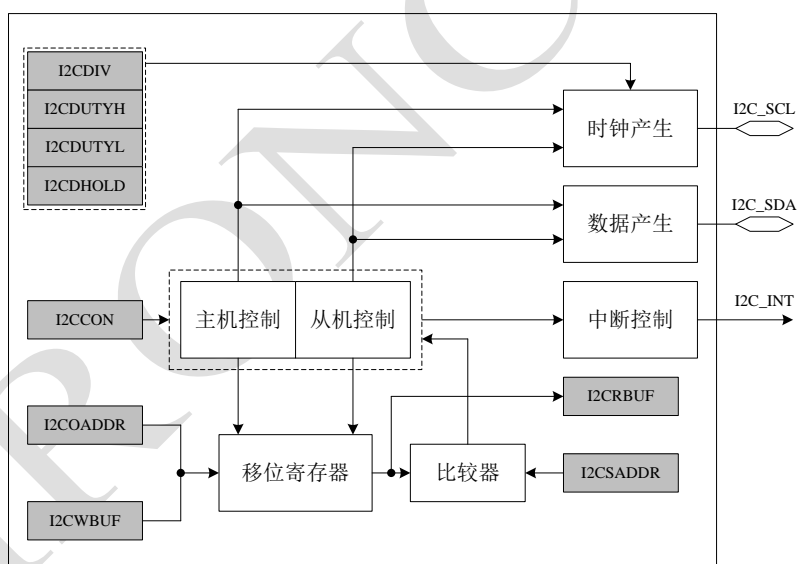 I2CDIV
I2CDUTYH
I2CDUTYL
I2CDHOLD
时钟产生
I2C_SCL
数据产生
I2C_SDA
I2CCON
主机控制
从机控制
中断控制
I2C_INT
I2CRBUF
I2COADDR
移位寄存器
比较器
I2CSADDR
I2CWBUF